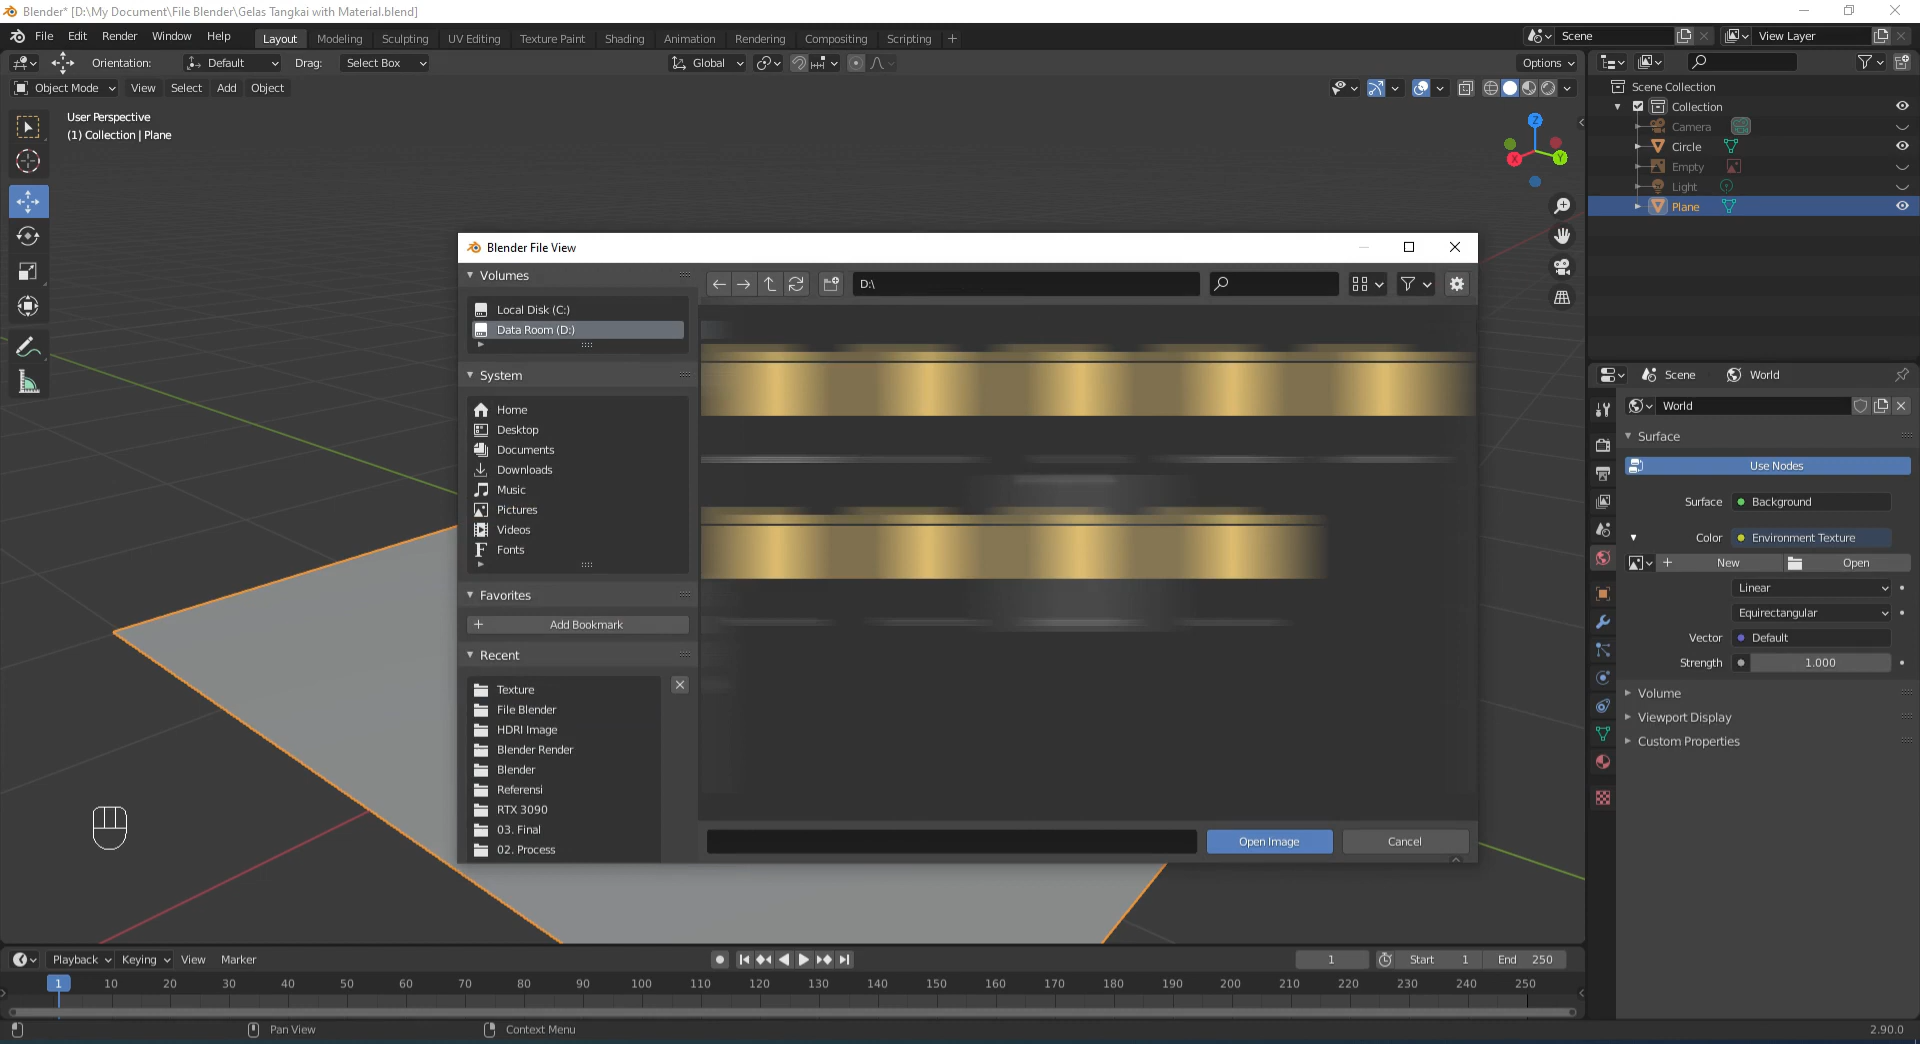 Blender* [D:\My Document\File Blender\Gelas Tangkai with Material.blend]
File Edit Render Window Help
Layout Modeling Sculpting UV Editing Texture Paint Shading Animation Rendering Compositing Scripting +
Scene
View Layer
Orientation: Default Drag: Select Box
Global
Options
Object Mode View Select Add Object
User Perspective
(1) Collection | Plane
Z
X
Y
Scene Collection
Collection
Camera
Circle
Empty
Light
Plane
Blender File View
Volumes
Local Disk (C:)
Data Room (D:)
D:\
System
Home
Desktop
Documents
Downloads
Music
Pictures
Videos
Fonts
Favorites
Add Bookmark
Recent
Texture
File Blender
HDRI Image
Blender Render
Blender
Referensi
RTX 3090
03. Final
02. Process
Open Image
Cancel
Scene World
World
Surface
Use Nodes
Surface Background
Color Environment Texture
New Open
Linear
Equirectangular
Vector Default
Strength 1.000
Volume
Viewport Display
Custom Properties
Playback Keying View Marker
1 Start 1 End 250
1 10 20 30 40 50 60 70 80 90 100 110 120 130 140 150 160 170 180 190 200 210 220 230 240 250
Pan View
Context Menu
2.90.0